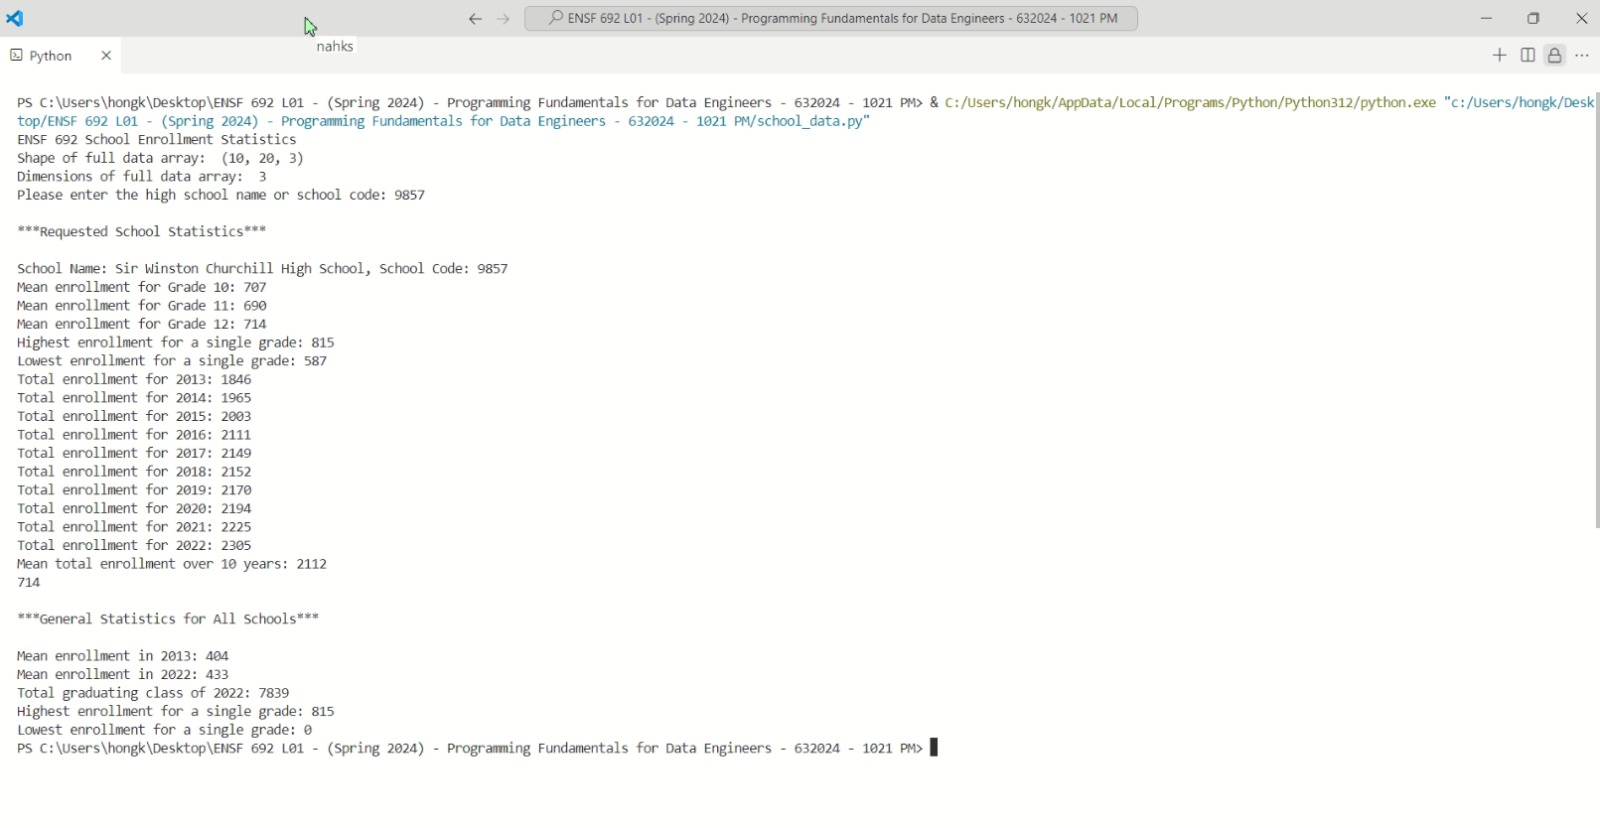 ENSF 692 L01 - (Spring 2024) - Programming Fundamentals for Data Engineers - 632024 - 1021 PM
nahks
Python
PS C:\Users\hongk\Desktop\ENSF 692 L01 - (Spring 2024) - Programming Fundamentals for Data Engineers - 632024 - 1021 PM> & C:/Users/hongk/AppData/Local/Programs/Python/Python312/python.exe "c:/Users/hongk/Desk
top/ENSF 692 L01 - (Spring 2024) - Programming Fundamentals for Data Engineers - 632024 - 1021 PM/school_data.py"
ENSF 692 School Enrollment Statistics
Shape of full data array:  (10, 20, 3)
Dimensions of full data array:  3
Please enter the high school name or school code: 9857
***Requested School Statistics***
School Name: Sir Winston Churchill High School, School Code: 9857
Mean enrollment for Grade 10: 707
Mean enrollment for Grade 11: 690
Mean enrollment for Grade 12: 714
Highest enrollment for a single grade: 815
Lowest enrollment for a single grade: 587
Total enrollment for 2013: 1846
Total enrollment for 2014: 1965
Total enrollment for 2015: 2003
Total enrollment for 2016: 2111
Total enrollment for 2017: 2149
Total enrollment for 2018: 2152
Total enrollment for 2019: 2170
Total enrollment for 2020: 2194
Total enrollment for 2021: 2225
Total enrollment for 2022: 2305
Mean total enrollment over 10 years: 2112
714
***General Statistics for All Schools***
Mean enrollment in 2013: 404
Mean enrollment in 2022: 433
Total graduating class of 2022: 7839
Highest enrollment for a single grade: 815
Lowest enrollment for a single grade: 0
PS C:\Users\hongk\Desktop\ENSF 692 L01 - (Spring 2024) - Programming Fundamentals for Data Engineers - 632024 - 1021 PM>